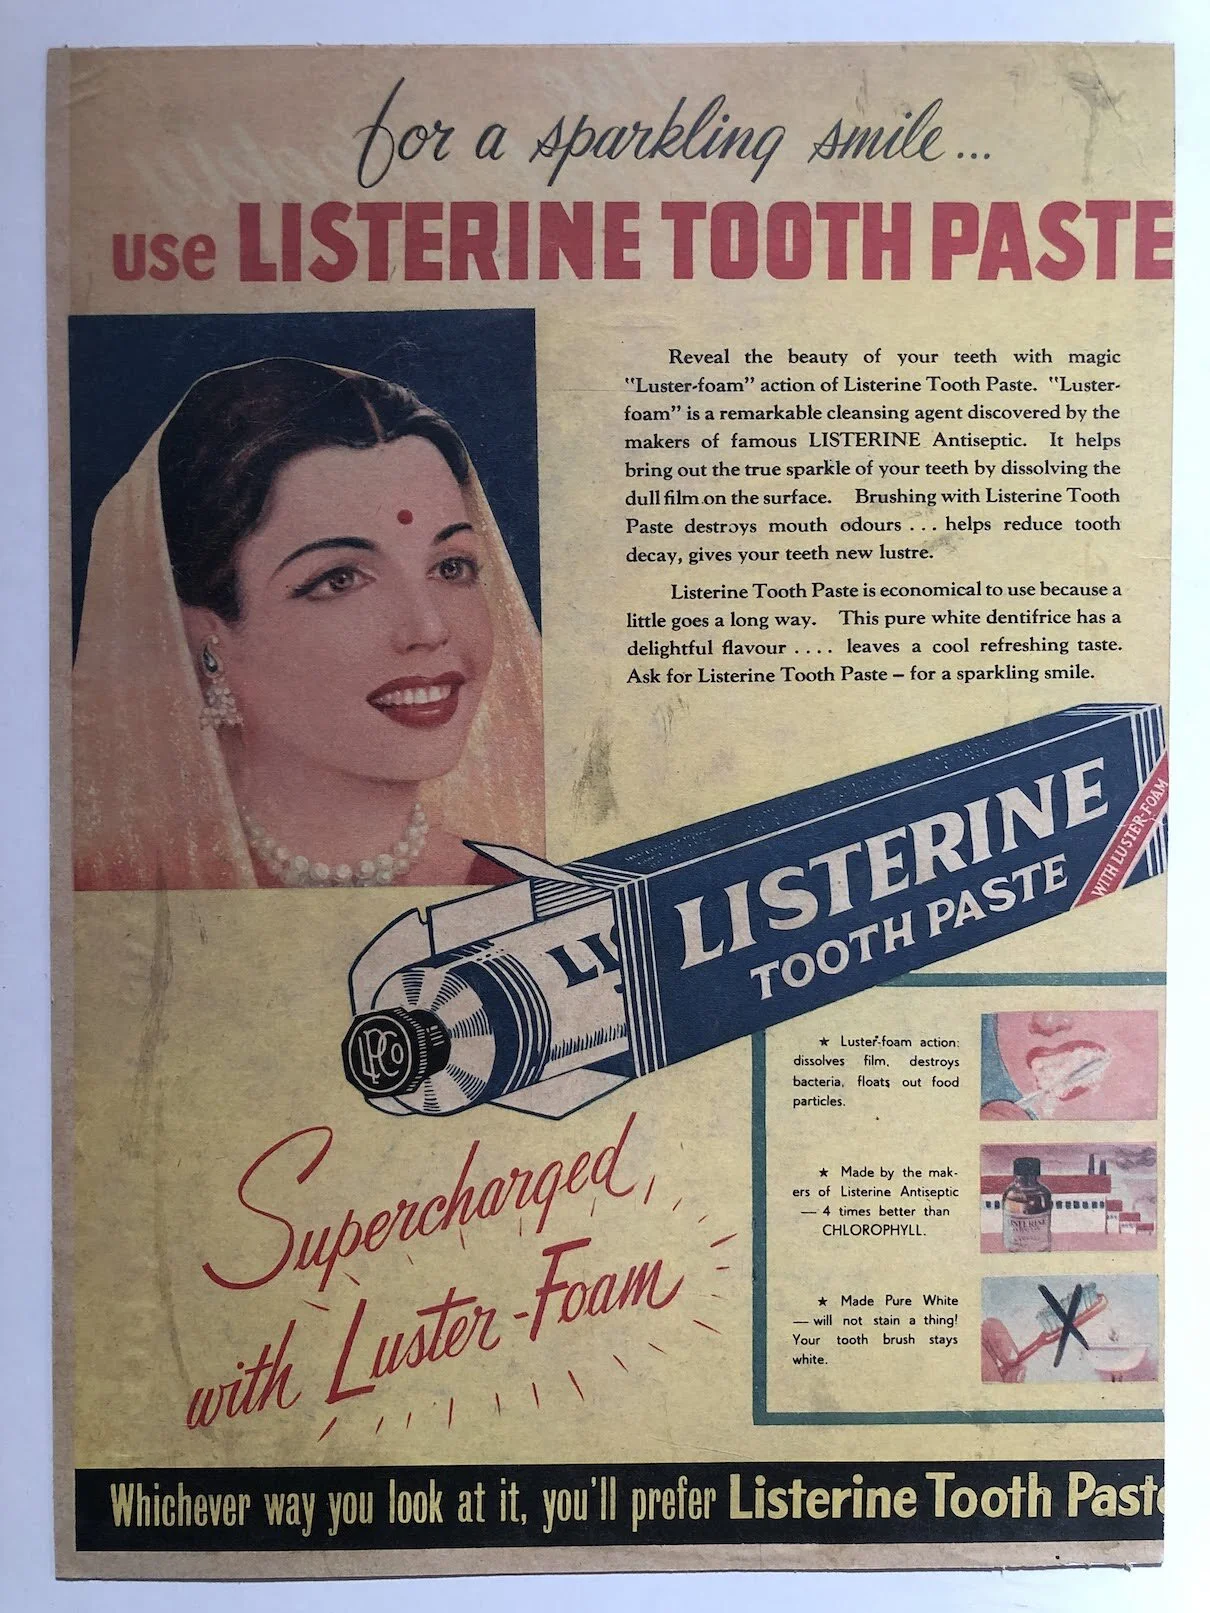 for a sparkling smile...
use LISTERINE TOOTH PASTE
Reveal the beauty of your teeth with magic
"Luster-foam" action of Listerine Tooth Paste. "Luster-
foam" is a remarkable cleansing agent discovered by the
makers of famous LISTERINE Antiseptic. It helps
bring out the true sparkle of your teeth by dissolving the
dull film on the surface. Brushing with Listerine Tooth
Paste destroys mouth odours ... helps reduce tooth
decay, gives your teeth new lustre.
Listerine Tooth Paste is economical to use because a
little goes a long way. This pure white dentifrice has a
delightful flavour .... leaves a cool refreshing taste.
Ask for Listerine Tooth Paste – for a sparkling smile.
LISTERINE
TOOTH PASTE
WITH LUSTER-FOAM
LIS
LPCo
★ Luster-foam action:
dissolves film, destroys
bacteria, floats out food
particles.
★ Made by the mak-
ers of Listerine Antiseptic
— 4 times better than
CHLOROPHYLL.
LISTERINE
★ Made Pure White
— will not stain a thing!
Your tooth brush stays
white.
X
Supercharged
with Luster-Foam
Whichever way you look at it, you'll prefer Listerine Tooth Paste